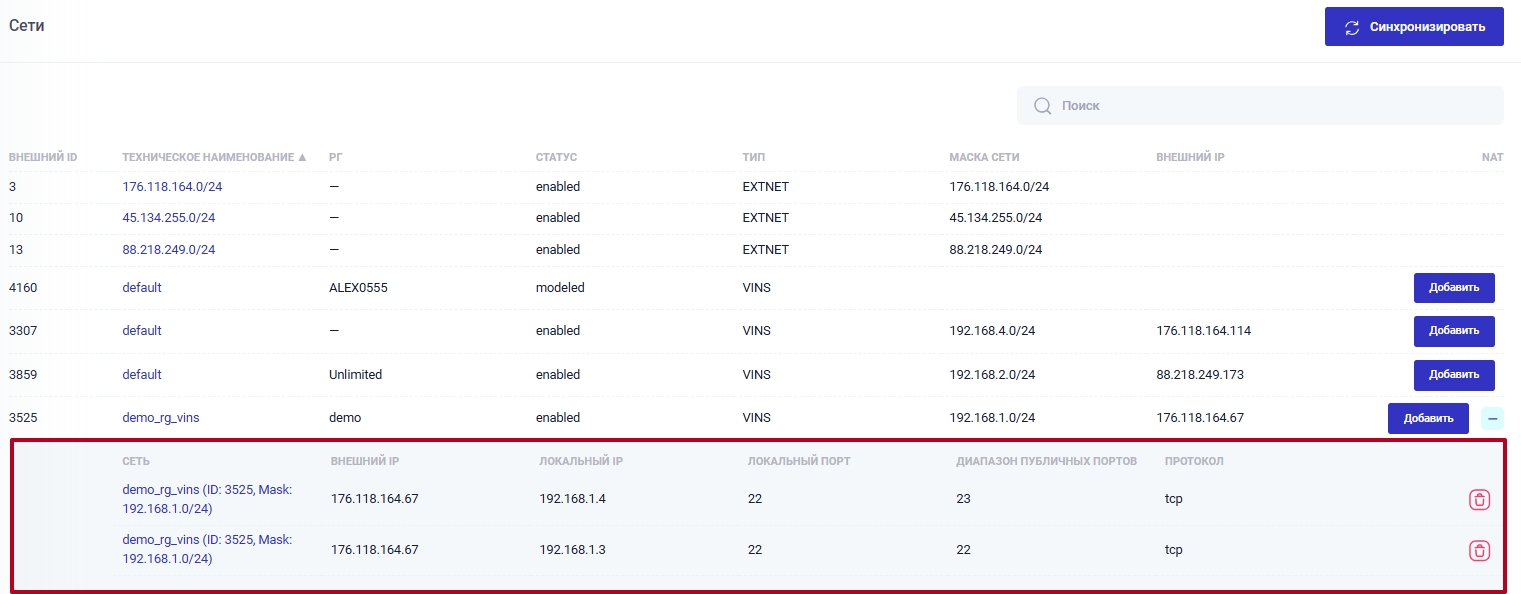 Сети
Синхронизировать
Поиск
ВНЕШНИЙ ID ТЕХНИЧЕСКОЕ НАИМЕНОВАНИЕ ▲ РГ СТАТУС ТИП МАСКА СЕТИ ВНЕШНИЙ IP NAT
3 176.118.164.0/24 — enabled EXTNET 176.118.164.0/24
10 45.134.255.0/24 — enabled EXTNET 45.134.255.0/24
13 88.218.249.0/24 — enabled EXTNET 88.218.249.0/24
4160 default ALEX0555 modeled VINS Добавить
3307 default — enabled VINS 192.168.4.0/24 176.118.164.114 Добавить
3859 default Unlimited enabled VINS 192.168.2.0/24 88.218.249.173 Добавить
3525 demo_rg_vins demo enabled VINS 192.168.1.0/24 176.118.164.67 Добавить –
СЕТЬ ВНЕШНИЙ IP ЛОКАЛЬНЫЙ IP ЛОКАЛЬНЫЙ ПОРТ ДИАПАЗОН ПУБЛИЧНЫХ ПОРТОВ ПРОТОКОЛ
demo_rg_vins (ID: 3525, Mask:
192.168.1.0/24) 176.118.164.67 192.168.1.4 22 23 tcp
demo_rg_vins (ID: 3525, Mask:
192.168.1.0/24) 176.118.164.67 192.168.1.3 22 22 tcp